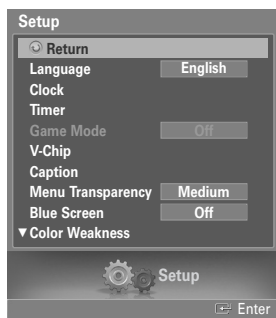 Setup
Return
Language English
Clock
Timer
Game Mode Off
V-Chip
Caption
Menu Transparency Medium
Blue Screen Off
▼ Color Weakness
Setup
Enter